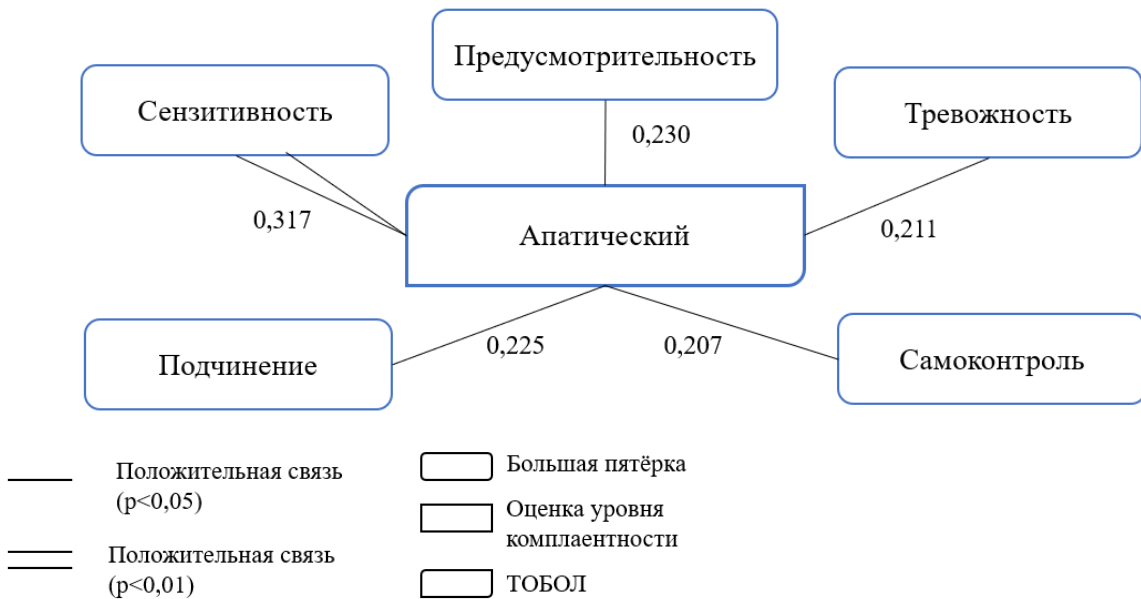 Предусмотрительность
Сензитивность
Тревожность
0,230
0,317
Апатический
0,211
0,225
0,207
Подчинение
Самоконтроль
Положительная связь
(p<0,05)
Положительная связь
(p<0,01)
Большая пятёрка
Оценка уровня
комплаентности
ТОБОЛ